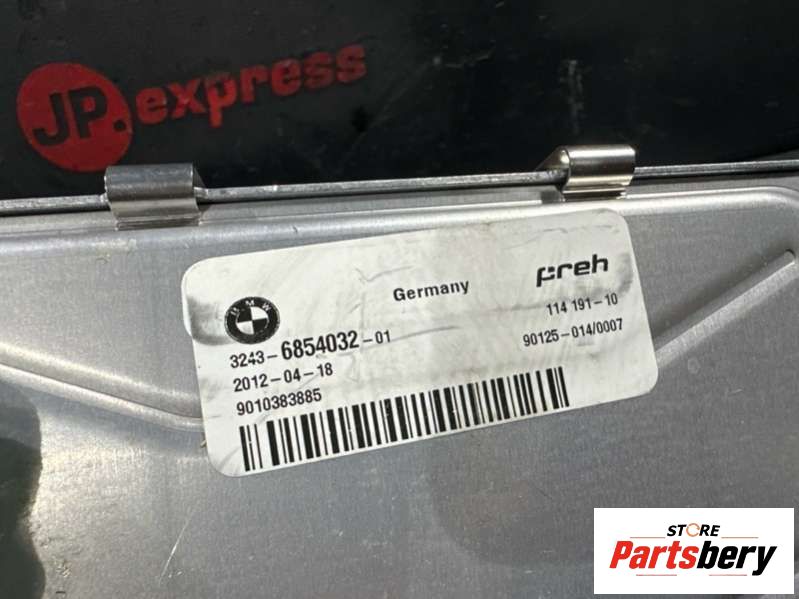 JP.express
Germany
preh
BMW
114 191-10
3243-6854032-01
90125-014/0007
2012-04-18
9010383885
STORE
Partsbery